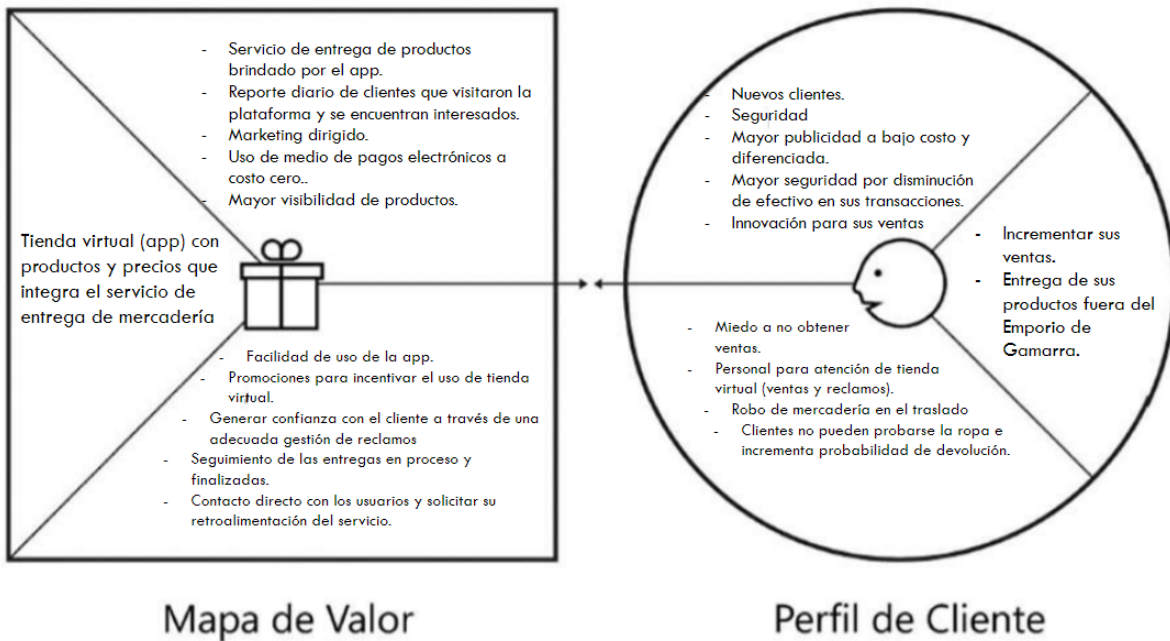 - Servicio de entrega de productos
brindado por el app.
- Reporte diario de clientes que visitaron la
plataforma y se encuentran interesados.
- Marketing dirigido.
- Uso de medio de pagos electrónicos a
costo cero..
- Mayor visibilidad de productos.
Tienda virtual (app) con
productos y precios que
integra el servicio de
entrega de mercadería
- Facilidad de uso de la app.
- Promociones para incentivar el uso de tienda
virtual.
- Generar confianza con el cliente a través de una
adecuada gestión de reclamos
- Seguimiento de las entregas en proceso y
finalizadas.
- Contacto directo con los usuarios y solicitar su
retroalimentación del servicio.
- Nuevos clientes.
- Seguridad
- Mayor publicidad a bajo costo y
diferenciada.
- Mayor seguridad por disminución
de efectivo en sus transacciones.
- Innovación para sus ventas
- Incrementar sus
ventas.
- Entrega de sus
productos fuera del
Emporio de
Gamarra.
- Miedo a no obtener
ventas.
- Personal para atención de tienda
virtual (ventas y reclamos).
- Robo de mercadería en el traslado
- Clientes no pueden probarse la ropa e
incrementa probabilidad de devolución.
Mapa de Valor
Perfil de Cliente